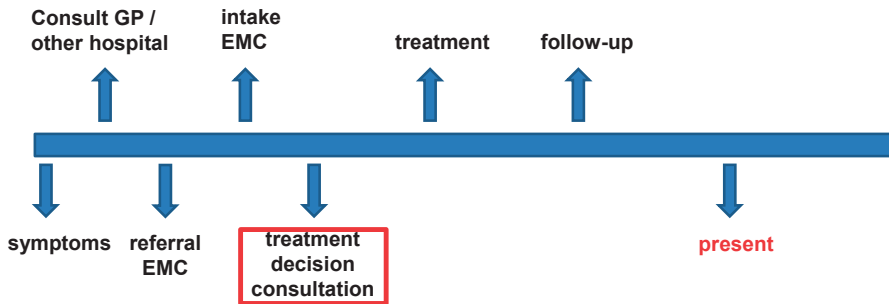 Consult GP /
other hospital
intake
EMC
treatment
follow-up
symptoms
referral
EMC
treatment
decision
consultation
present